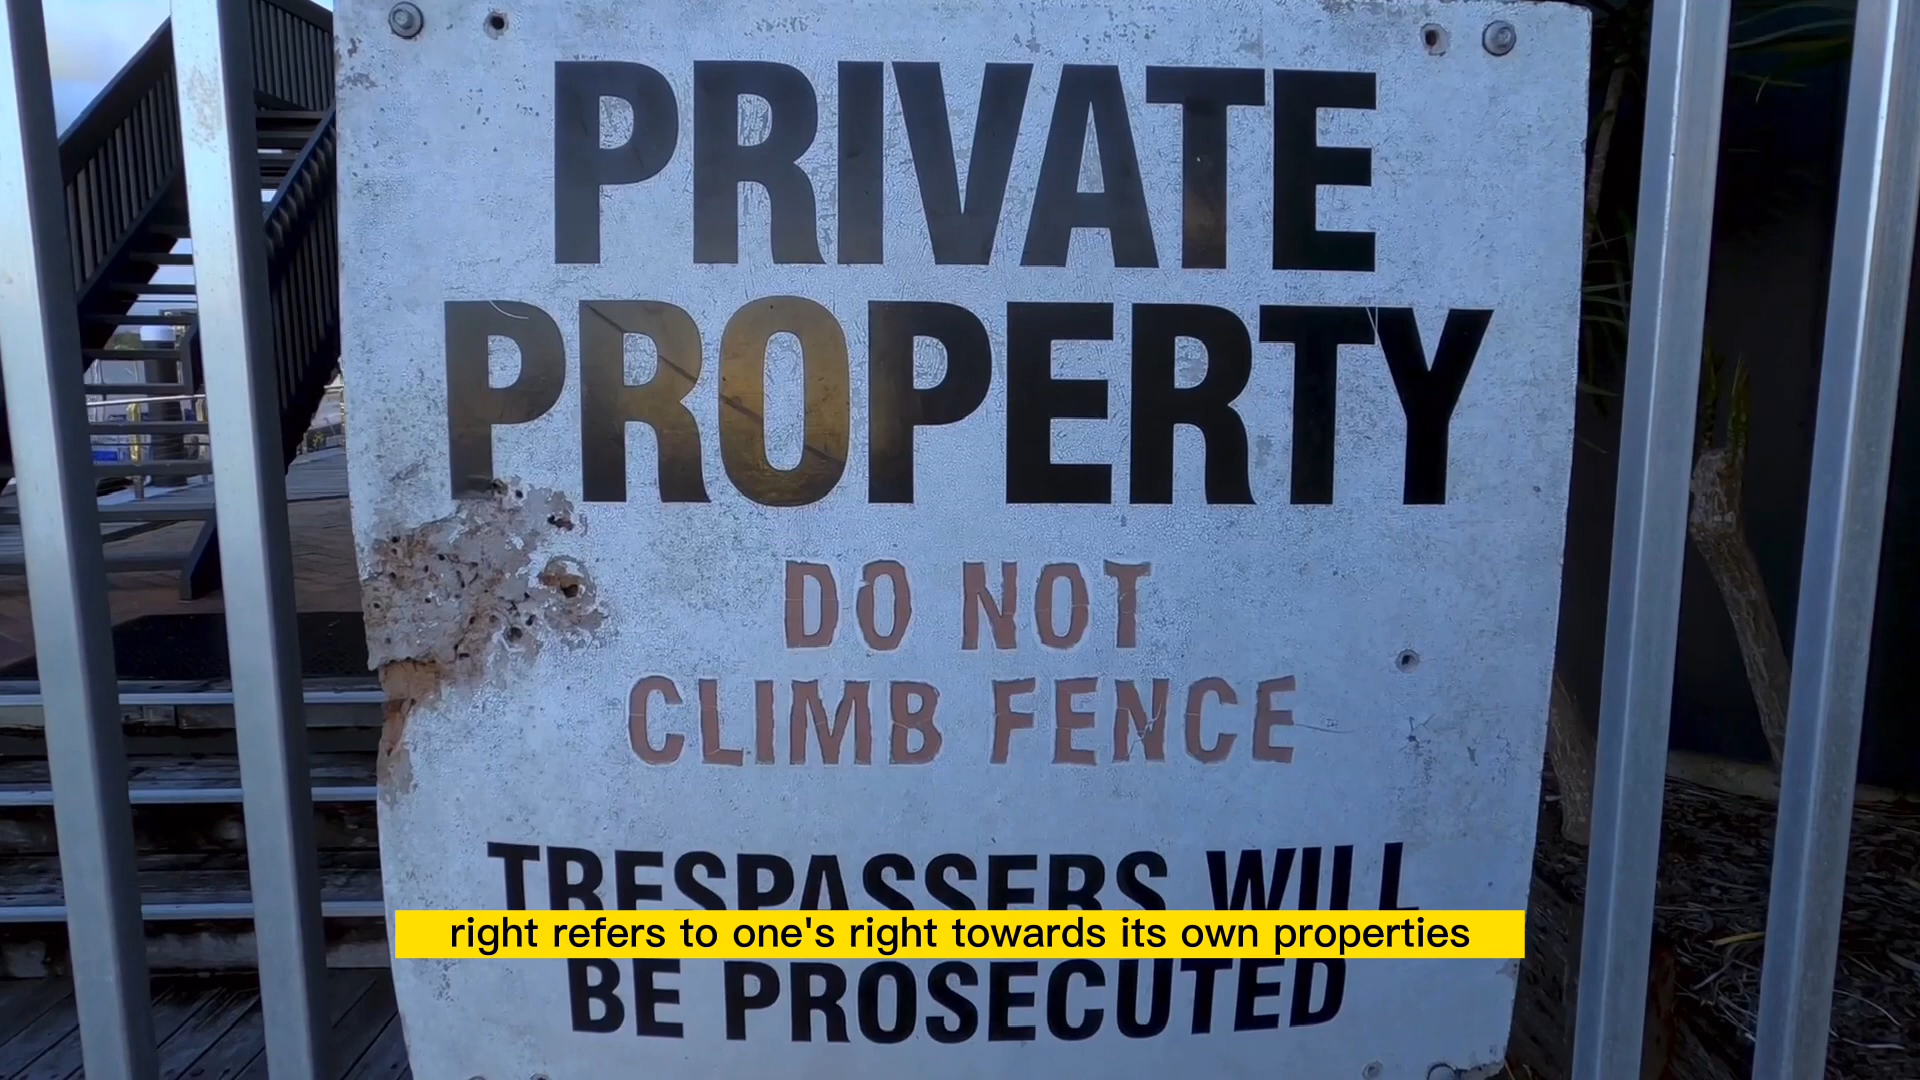 PRIVATE
PROPERTY
DO NOT
CLIMB FENCE
TRESPASSERS WILL
right refers to one's right towards its own properties
BE PROSECUTED